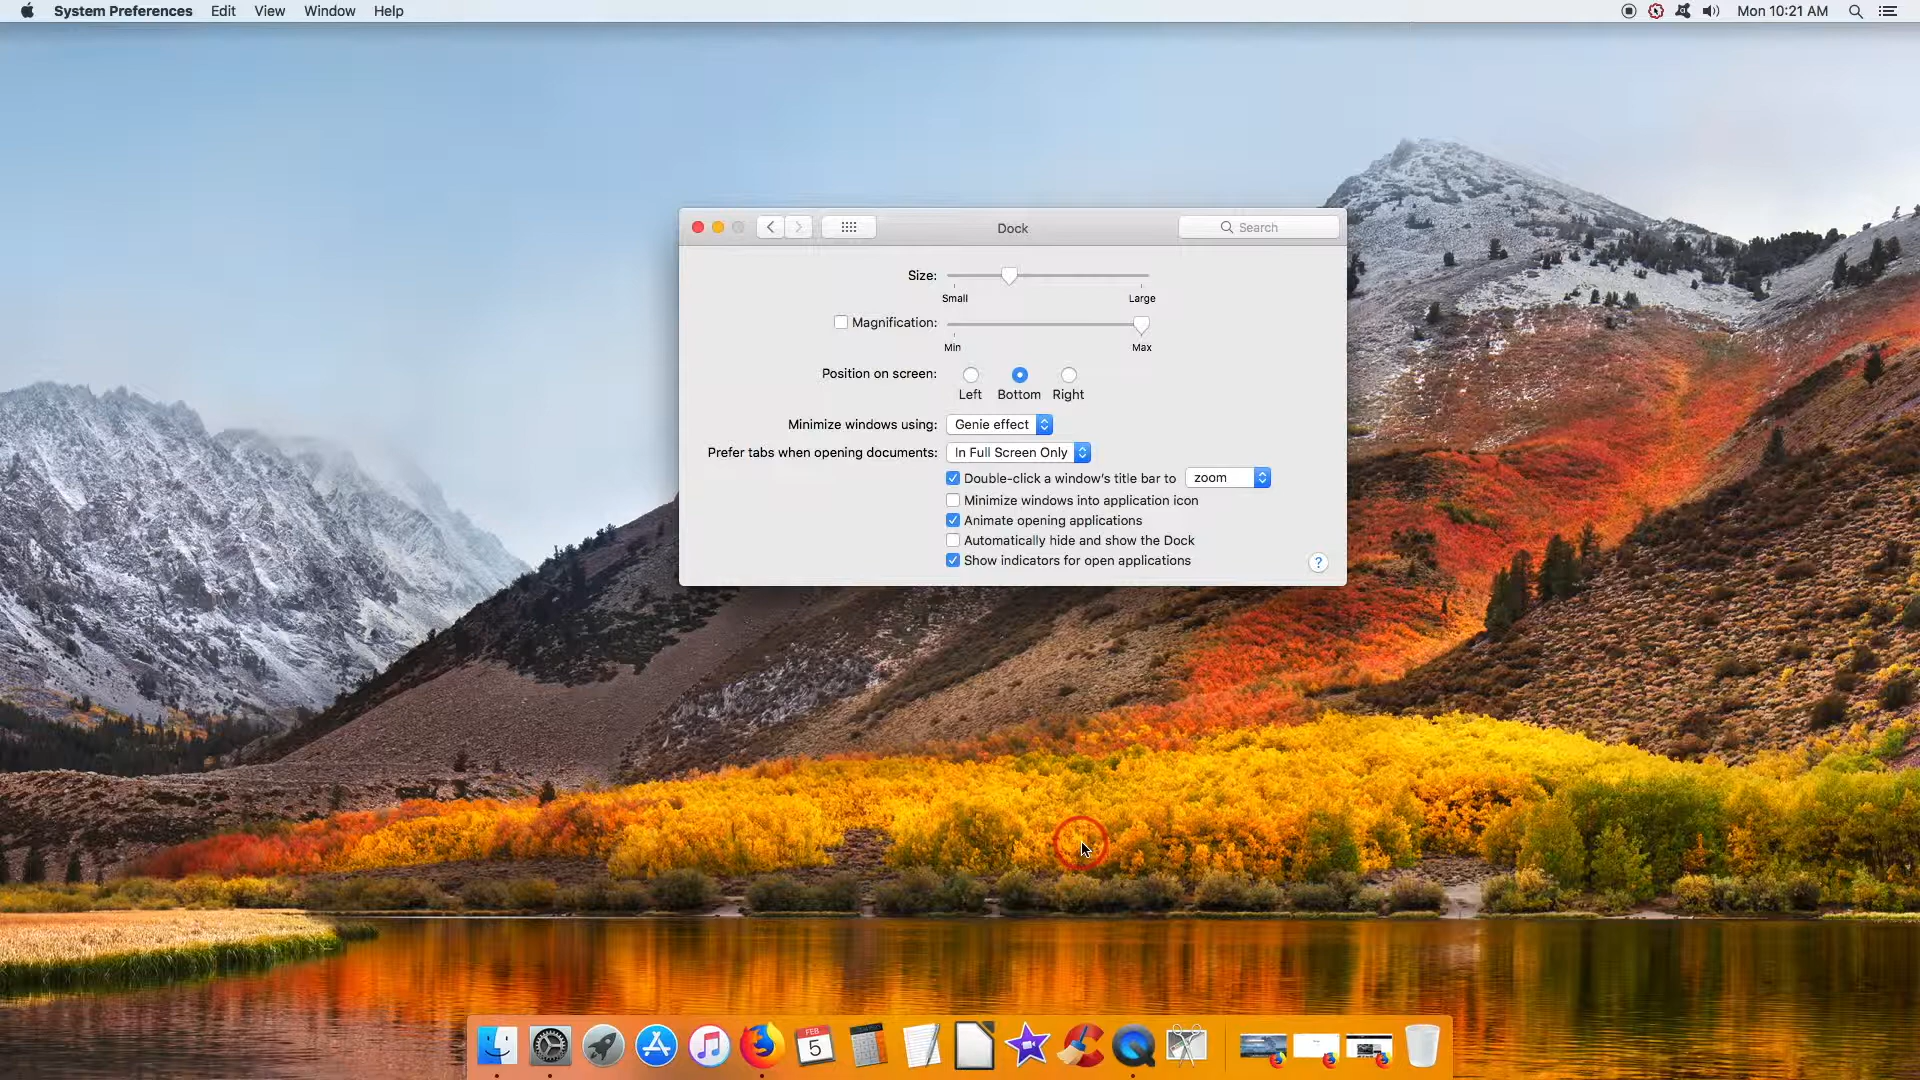 System Preferences Edit View Window Help Mon 10:21 AM
Dock
Search
Size:
Small Large
Magnification:
Min Max
Position on screen:
Left Bottom Right
Minimize windows using: Genie effect
Prefer tabs when opening documents: In Full Screen Only
Double-click a window's title bar to zoom
Minimize windows into application icon
Animate opening applications
Automatically hide and show the Dock
Show indicators for open applications
?
FEB
5